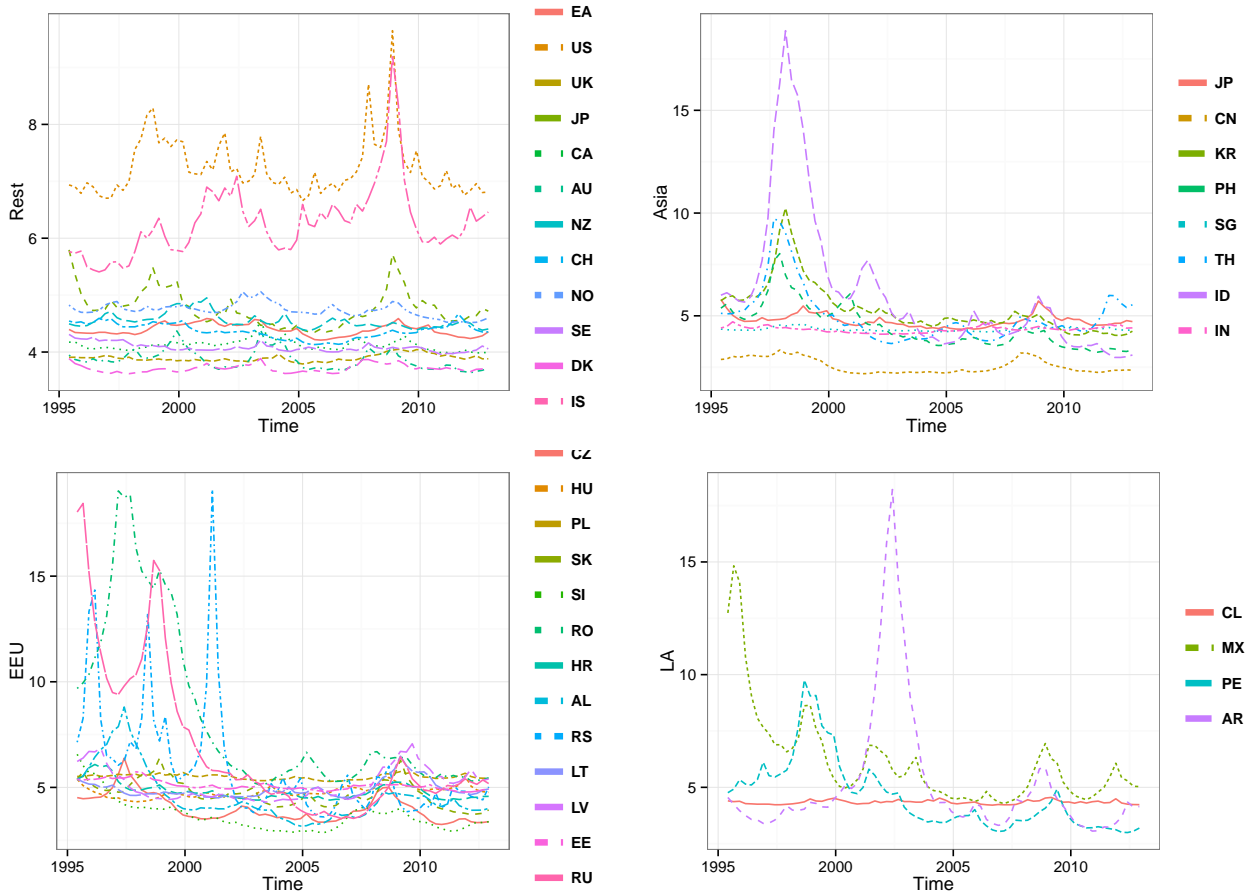 Rest
8
6
4
1995
2000
2005
2010
Time
EA
US
UK
JP
CA
AU
NZ
CH
NO
SE
DK
IS
Asia
15
10
5
1995
2000
2005
2010
Time
JP
CN
KR
PH
SG
TH
ID
IN
EEU
15
10
5
1995
2000
2005
2010
Time
CZ
HU
PL
SK
SI
RO
HR
AL
RS
LT
LV
EE
RU
LA
15
10
5
1995
2000
2005
2010
Time
CL
MX
PE
AR